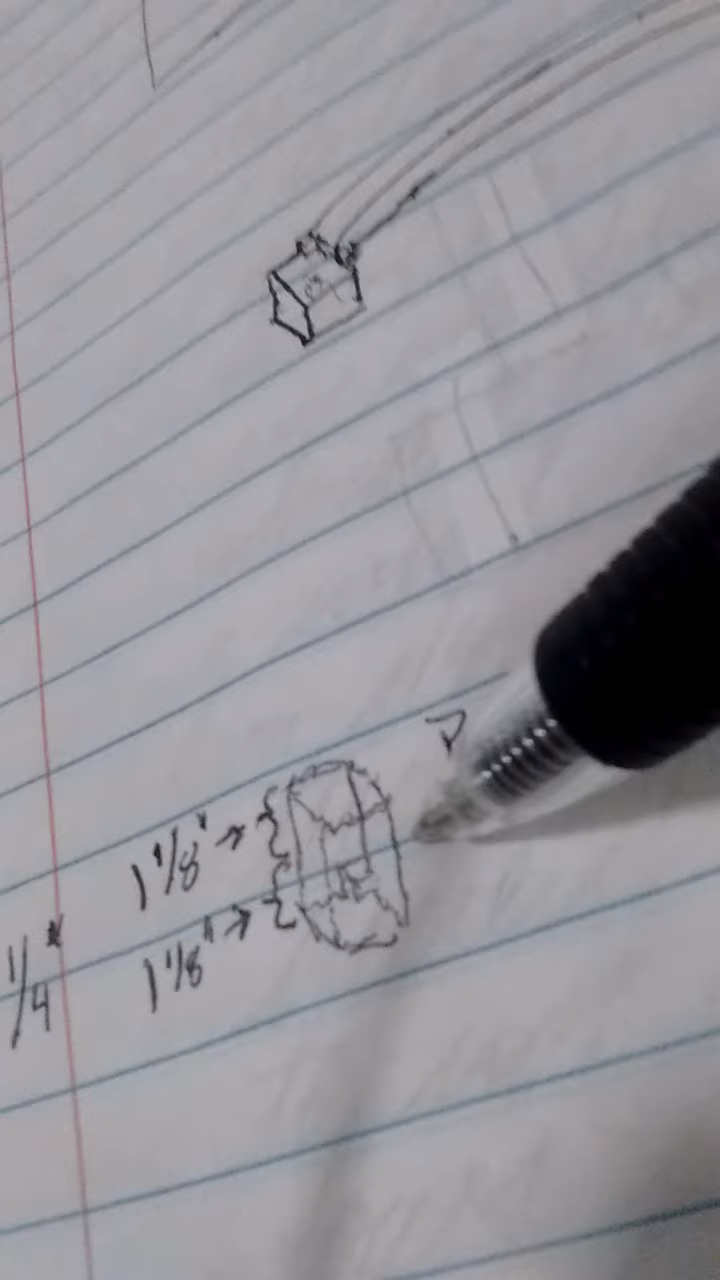 1 1/8" → {
1 1/8" → {
1/4"